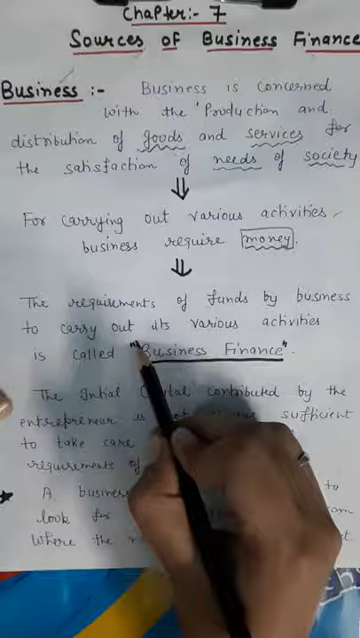 Chapter:- 7
Sources of Business Finance
Business :- Business is concerned
with the Production and
distribution of goods and services for
the satisfaction of needs of society
For carrying out various activities,
business require money.
The requirements of funds by business
to carry out its various activities
is called "Business Finance".
The Initial Capital contributed by the
entrepreneur is sufficient
to take care
requirements of
A business to
look for
where the